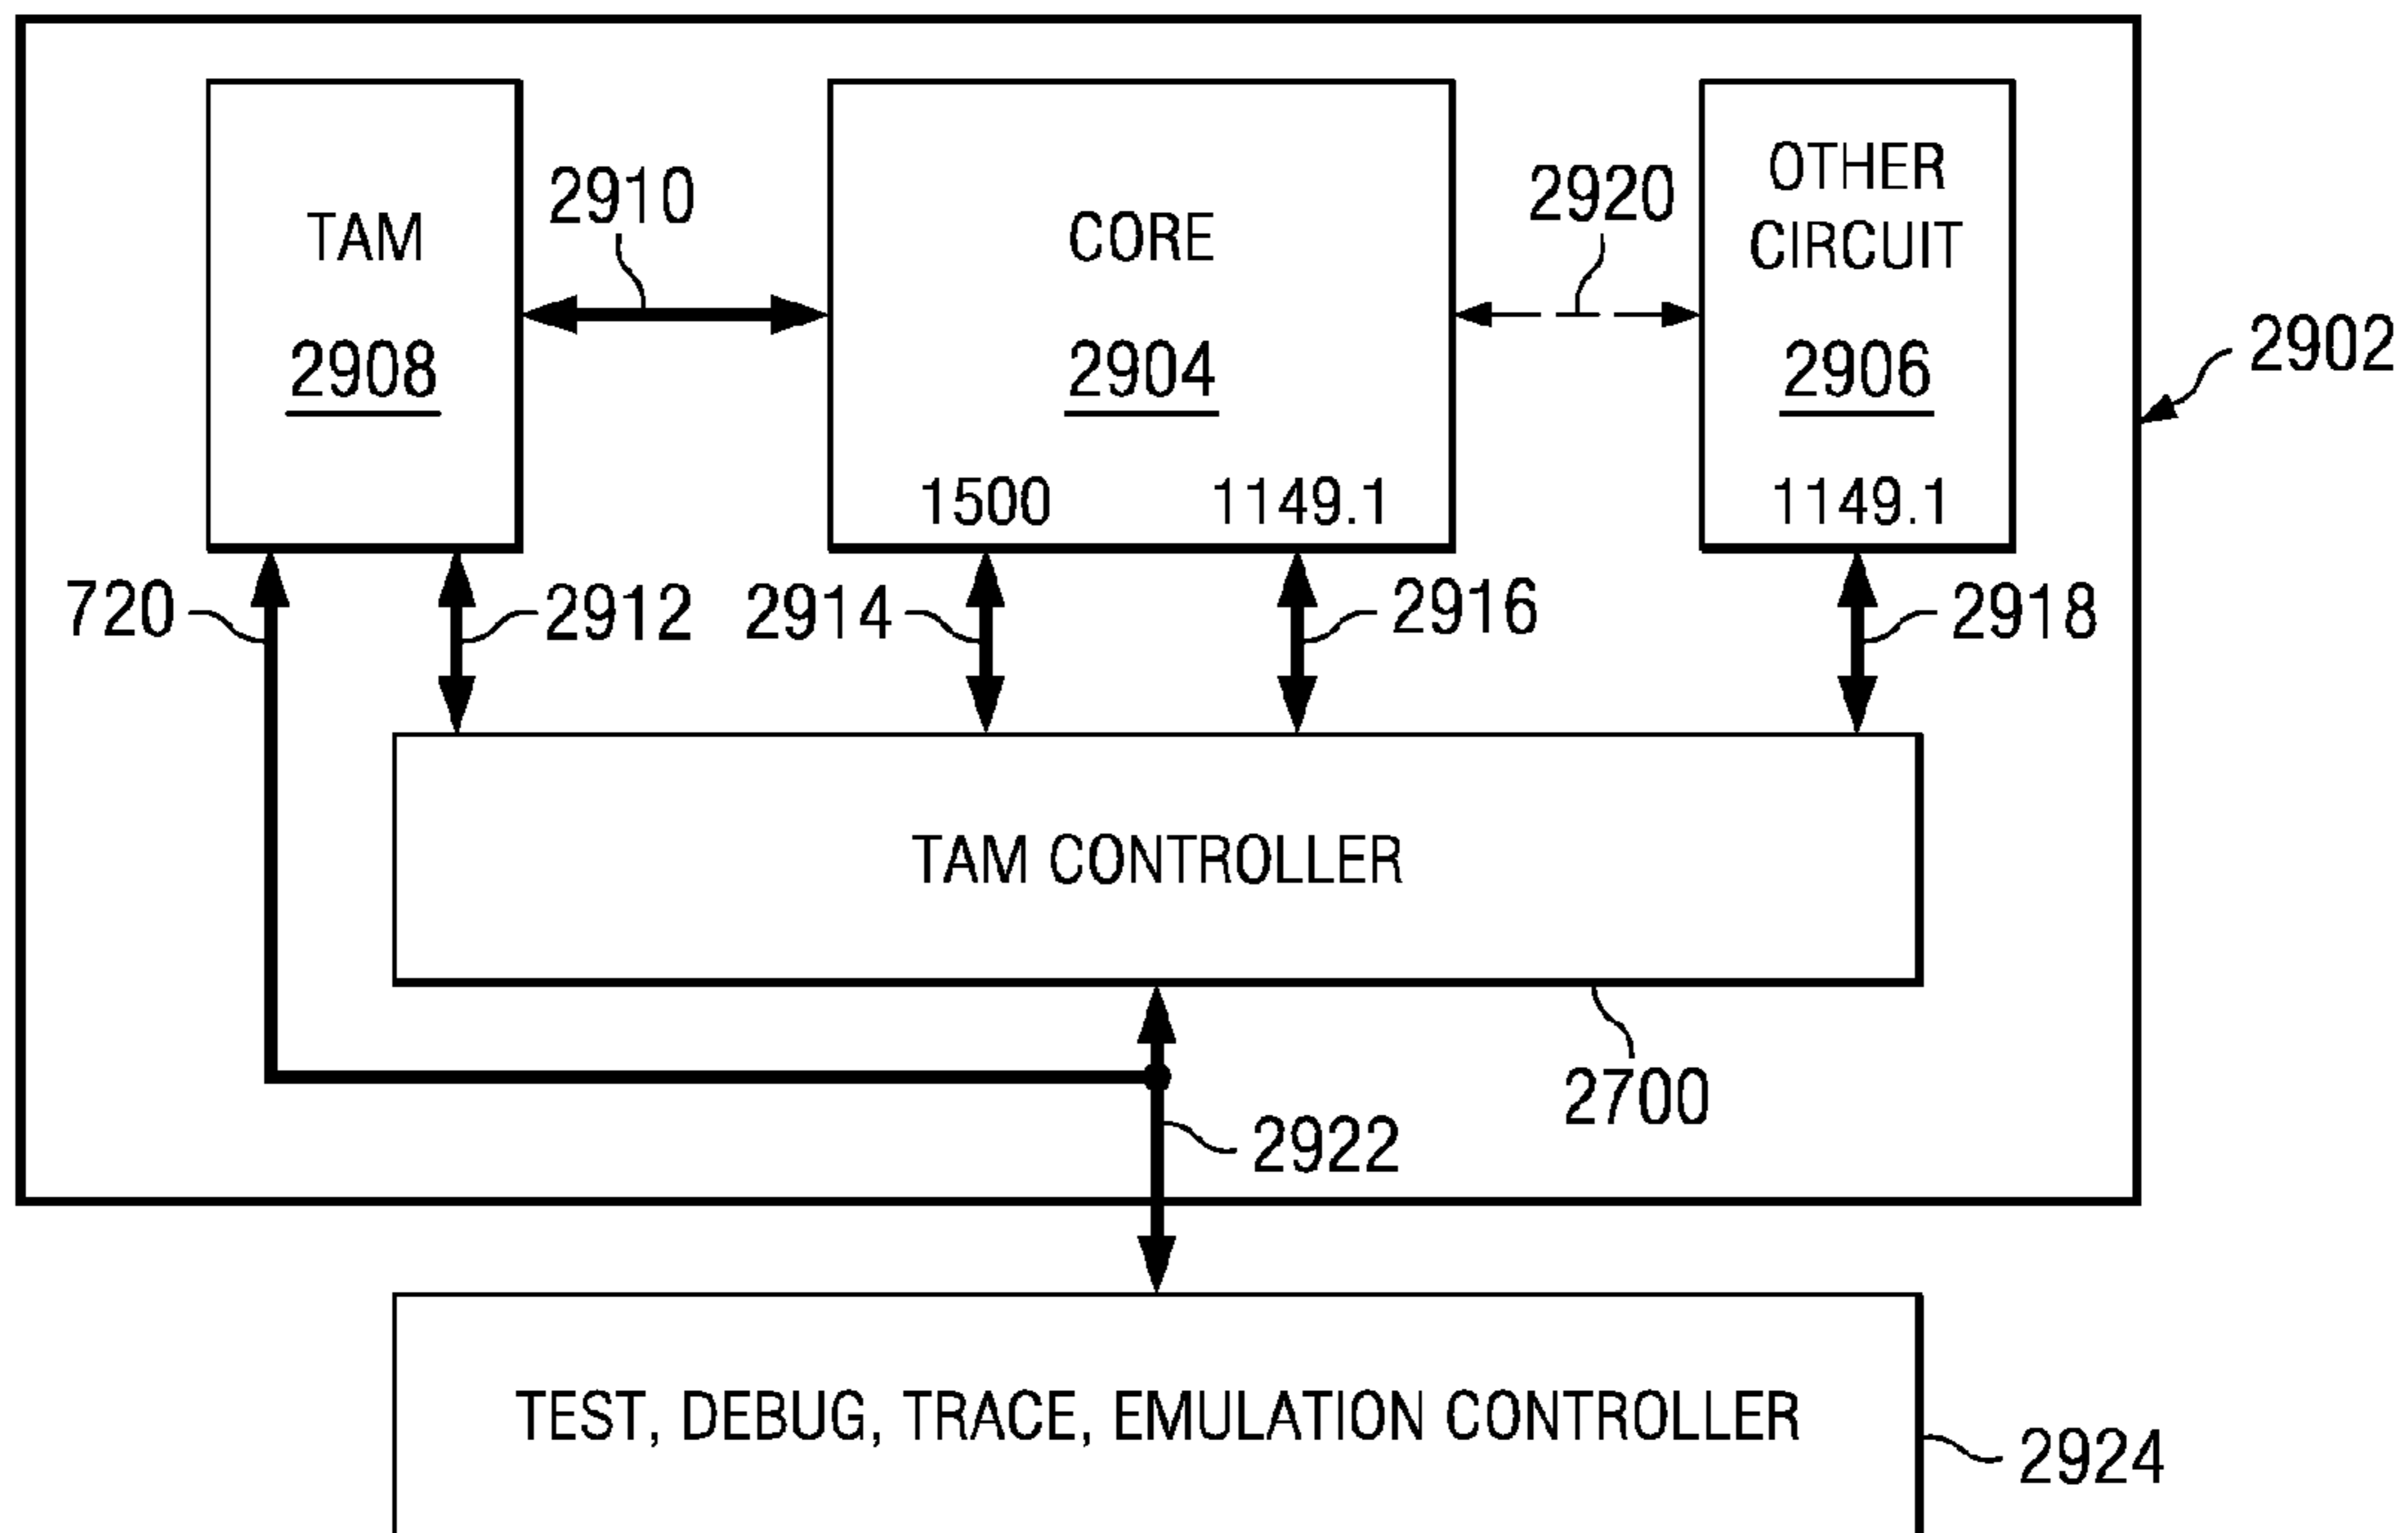 TAM
2908
2910
CORE
2904
1500 1149.1
2920
OTHER
CIRCUIT
2906
1149.1
2902
720
2912
2914
2916
2918
TAM CONTROLLER
2700
2922
TEST, DEBUG, TRACE, EMULATION CONTROLLER
2924